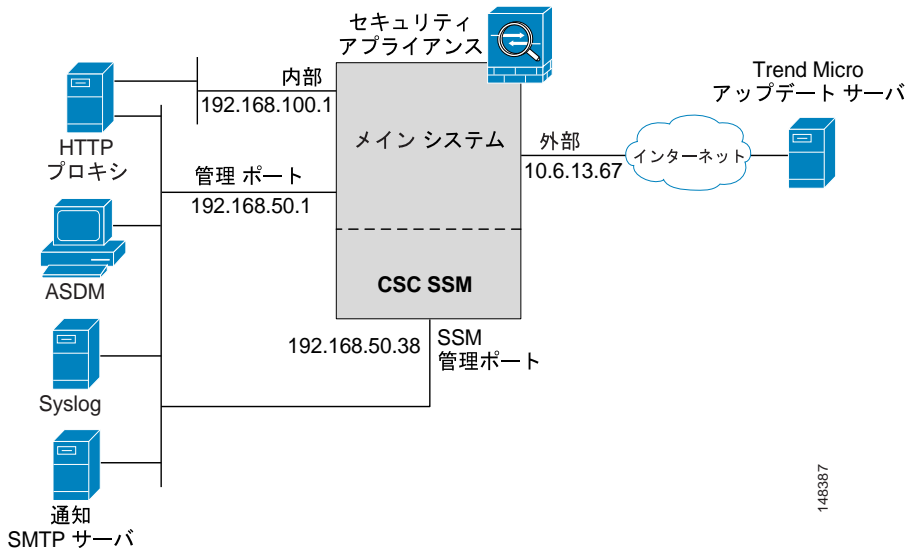 セキュリティ
アプライアンス
Trend Micro
アップデート サーバ
内部
192.168.100.1
メイン システム
外部
10.6.13.67
インターネット
HTTP
プロキシ
管理 ポート
192.168.50.1
ASDM
CSC SSM
192.168.50.38
SSM
管理ポート
Syslog
通知
SMTP サーバ
148387